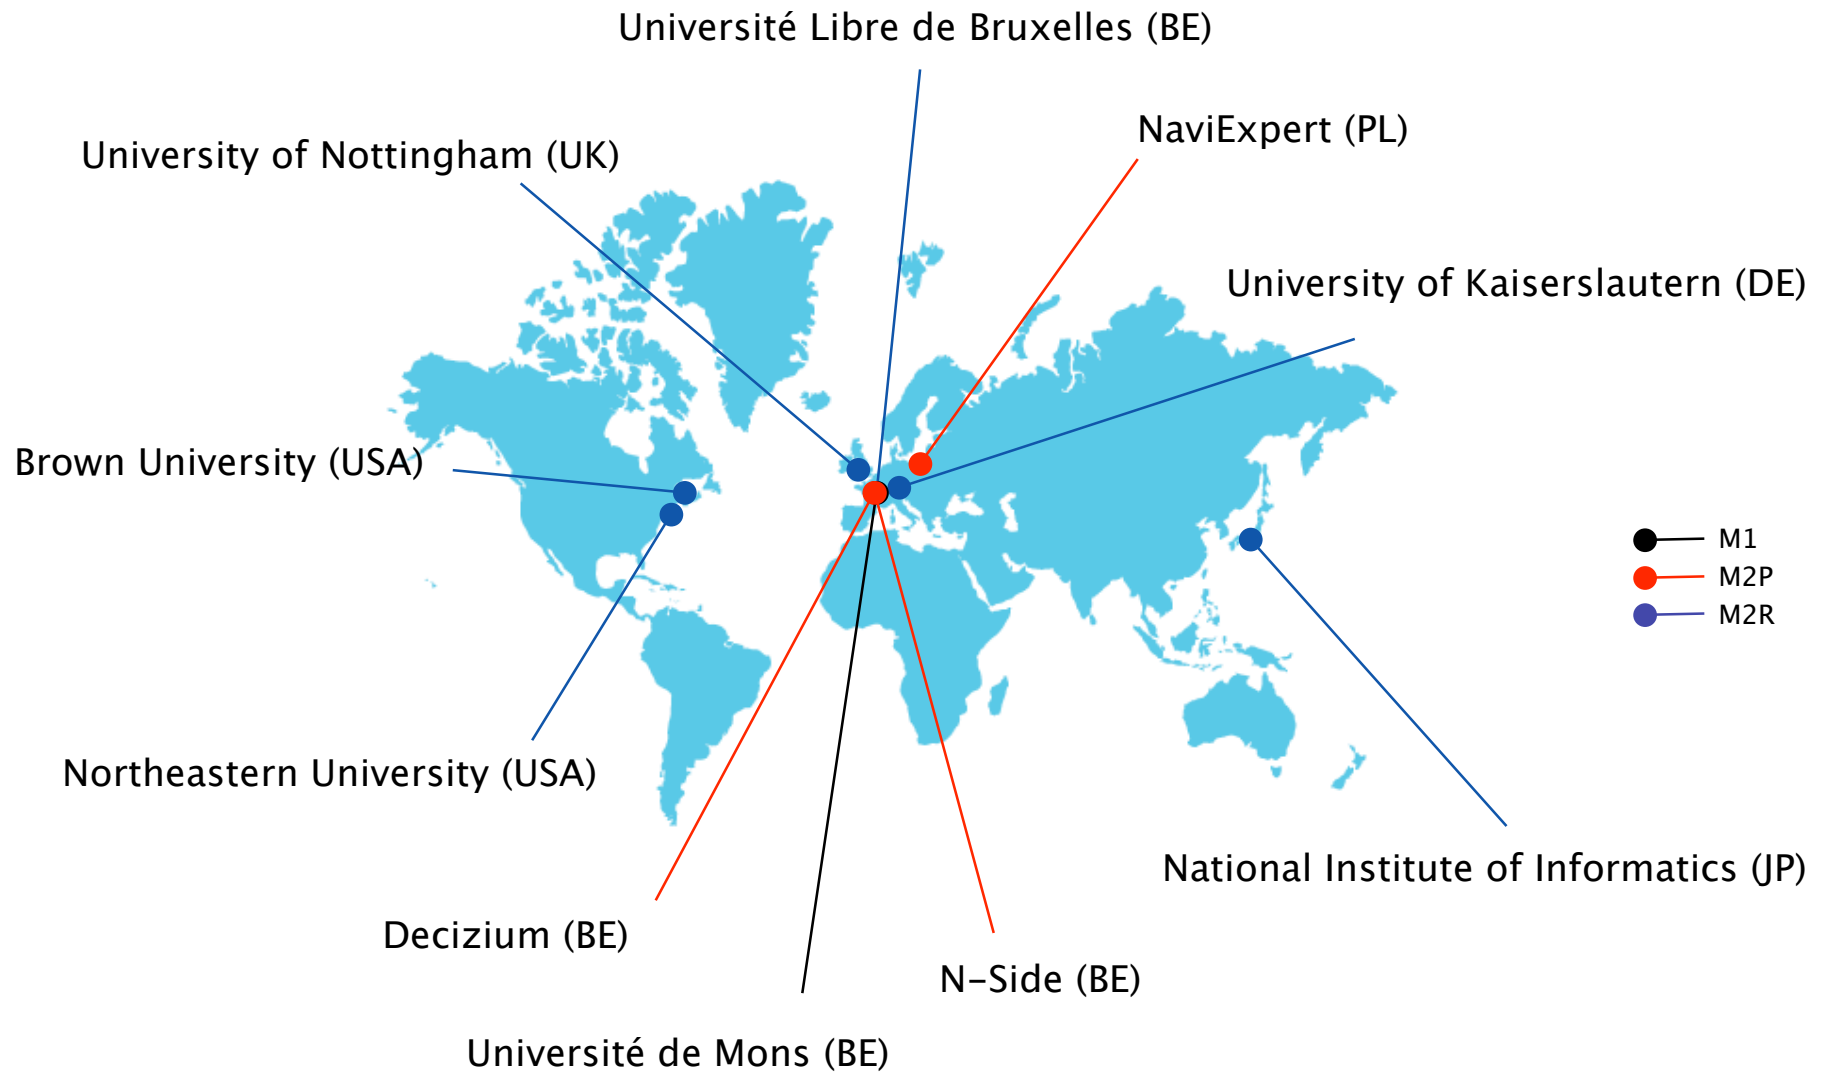 Université Libre de Bruxelles (BE)
NaviExpert (PL)
University of Nottingham (UK)
University of Kaiserslautern (DE)
Brown University (USA)
M1
M2P
M2R
Northeastern University (USA)
National Institute of Informatics (JP)
Decizium (BE)
N-Side (BE)
Université de Mons (BE)